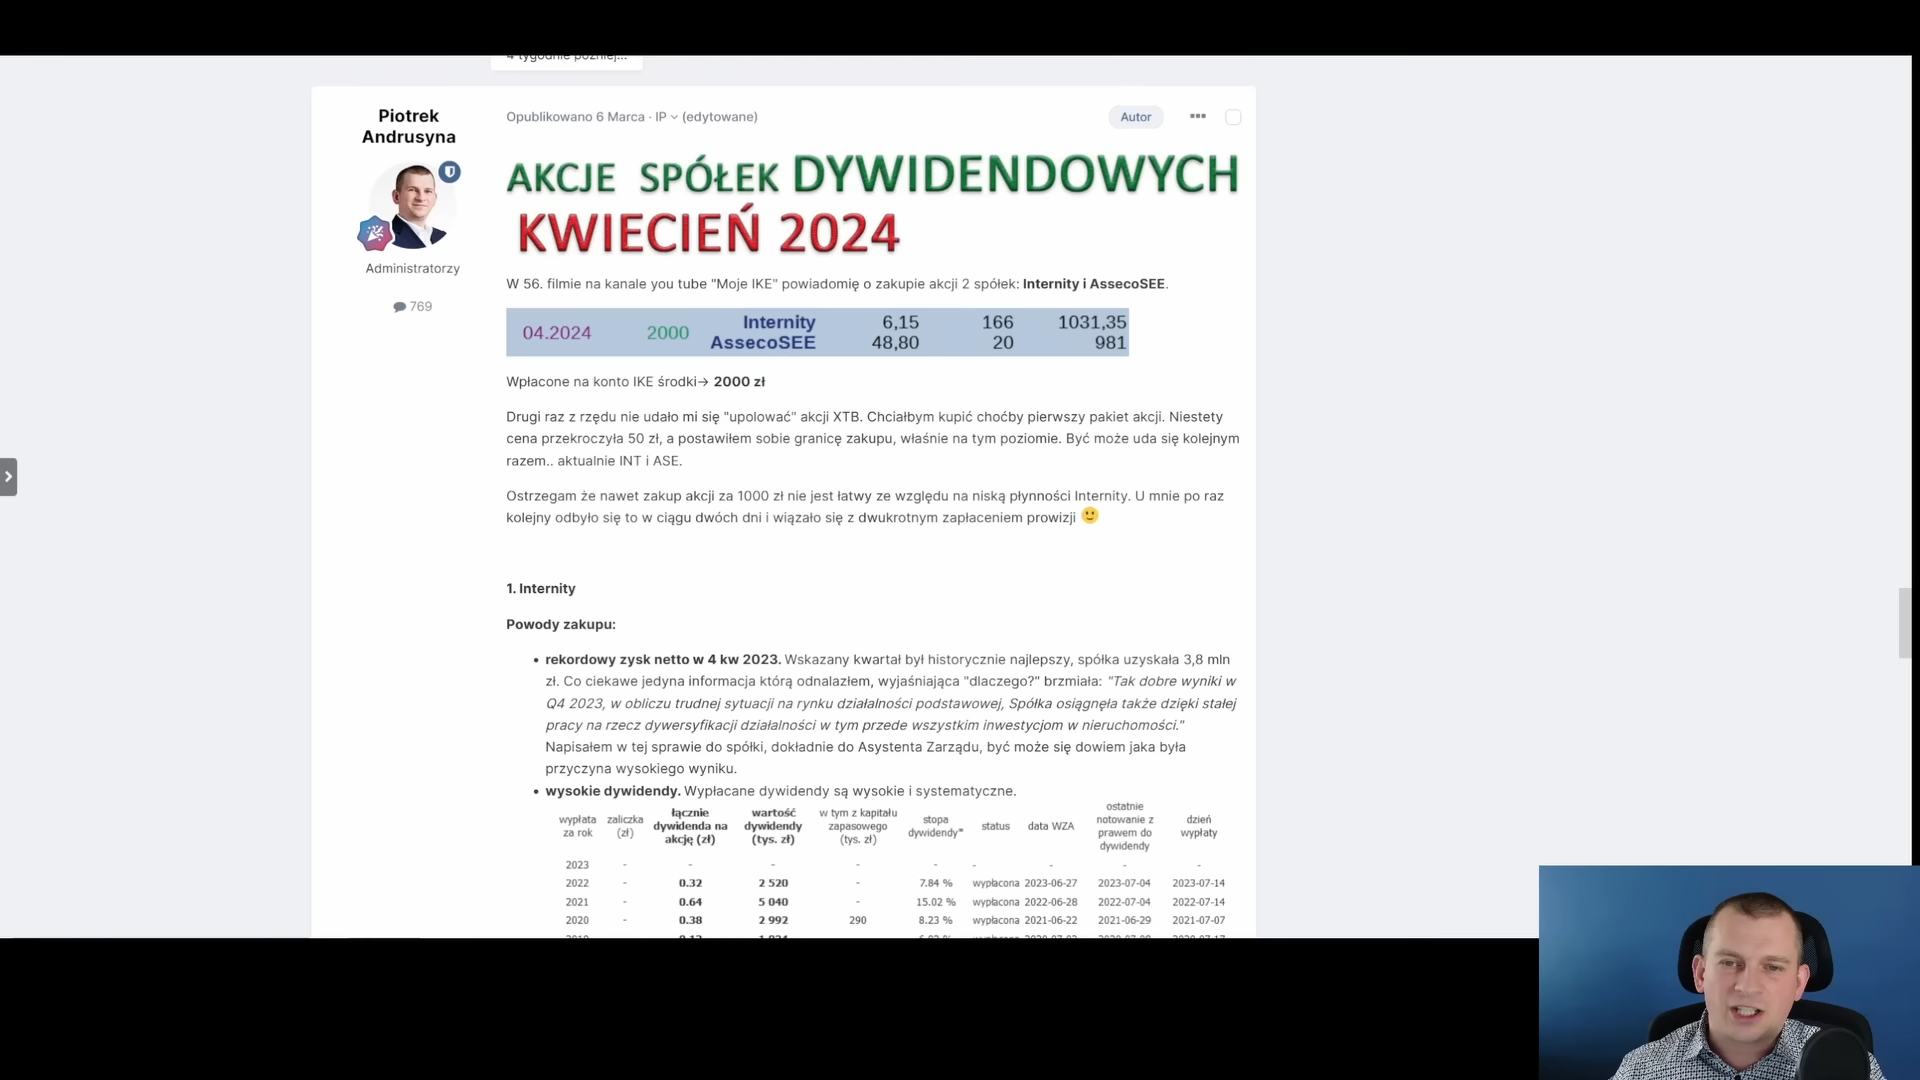 4 tygodnie później...
Piotrek
Andrusyna
Administratorzy
769
Opublikowano 6 Marca · IP (edytowane)
Autor
AKCJE SPÓŁEK DYWIDENDOWYCH
KWIECIEŃ 2024
W 56. filmie na kanale you tube "Moje IKE" powiadomię o zakupie akcji 2 spółek: Internity i AssecoSEE.
04.2024 2000 Internity 6,15 166 1031,35
AssecoSEE 48,80 20 981
Wpłacone na konto IKE środki→ 2000 zł
Drugi raz z rzędu nie udało mi się "upolować" akcji XTB. Chciałbym kupić choćby pierwszy pakiet akcji. Niestety
cena przekroczyła 50 zł, a postawiłem sobie granicę zakupu, właśnie na tym poziomie. Być może uda się kolejnym
razem.. aktualnie INT i ASE.
Ostrzegam że nawet zakup akcji za 1000 zł nie jest łatwy ze względu na niską płynności Internity. U mnie po raz
kolejny odbyło się to w ciągu dwóch dni i wiązało się z dwukrotnym zapłaceniem prowizji
1. Internity
Powody zakupu:
• rekordowy zysk netto w 4 kw 2023. Wskazany kwartał był historycznie najlepszy, spółka uzyskała 3,8 mln
zł. Co ciekawe jedyna informacja którą odnalazłem, wyjaśniająca "dlaczego?" brzmiała: "Tak dobre wyniki w
Q4 2023, w obliczu trudnej sytuacji na rynku działalności podstawowej, Spółka osiągnęła także dzięki stałej
pracy na rzecz dywersyfikacji działalności w tym przede wszystkim inwestycjom w nieruchomości."
Napisałem w tej sprawie do spółki, dokładnie do Asystenta Zarządu, być może się dowiem jaka była
przyczyna wysokiego wyniku.
• wysokie dywidendy. Wypłacane dywidendy są wysokie i systematyczne.
wypłata za rok zaliczka (zł) łącznie dywidenda na akcję (zł) wartość dywidendy (tys. zł) w tym z kapitału zapasowego (tys. zł) stopa dywidendy* status data WZA ostatnie notowanie z prawem do dywidendy dzień wypłaty
2023 - - - - - - - - -
2022 - 0.32 2 520 - 7.84 % wypłacona 2023-06-27 2023-07-04 2023-07-14
2021 - 0.64 5 040 - 15.02 % wypłacona 2022-06-28 2022-07-04 2022-07-14
2020 - 0.38 2 992 290 8.23 % wypłacona 2021-06-22 2021-06-29 2021-07-07